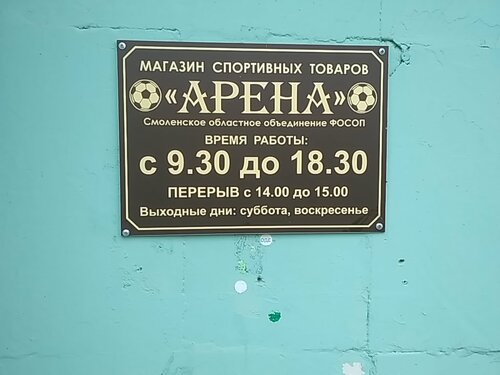 МАГАЗИН СПОРТИВНЫХ ТОВАРОВ
«АРЕНА»
Смоленское областное объединение ФОСОП
ВРЕМЯ РАБОТЫ:
с 9.30 до 18.30
ПЕРЕРЫВ с 14.00 до 15.00
Выходные дни: суббота, воскресенье